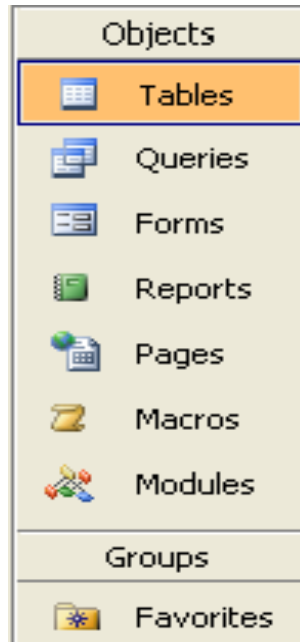 Objects
Tables
Queries
Forms
Reports
Pages
Macros
Modules
Groups
Favorites